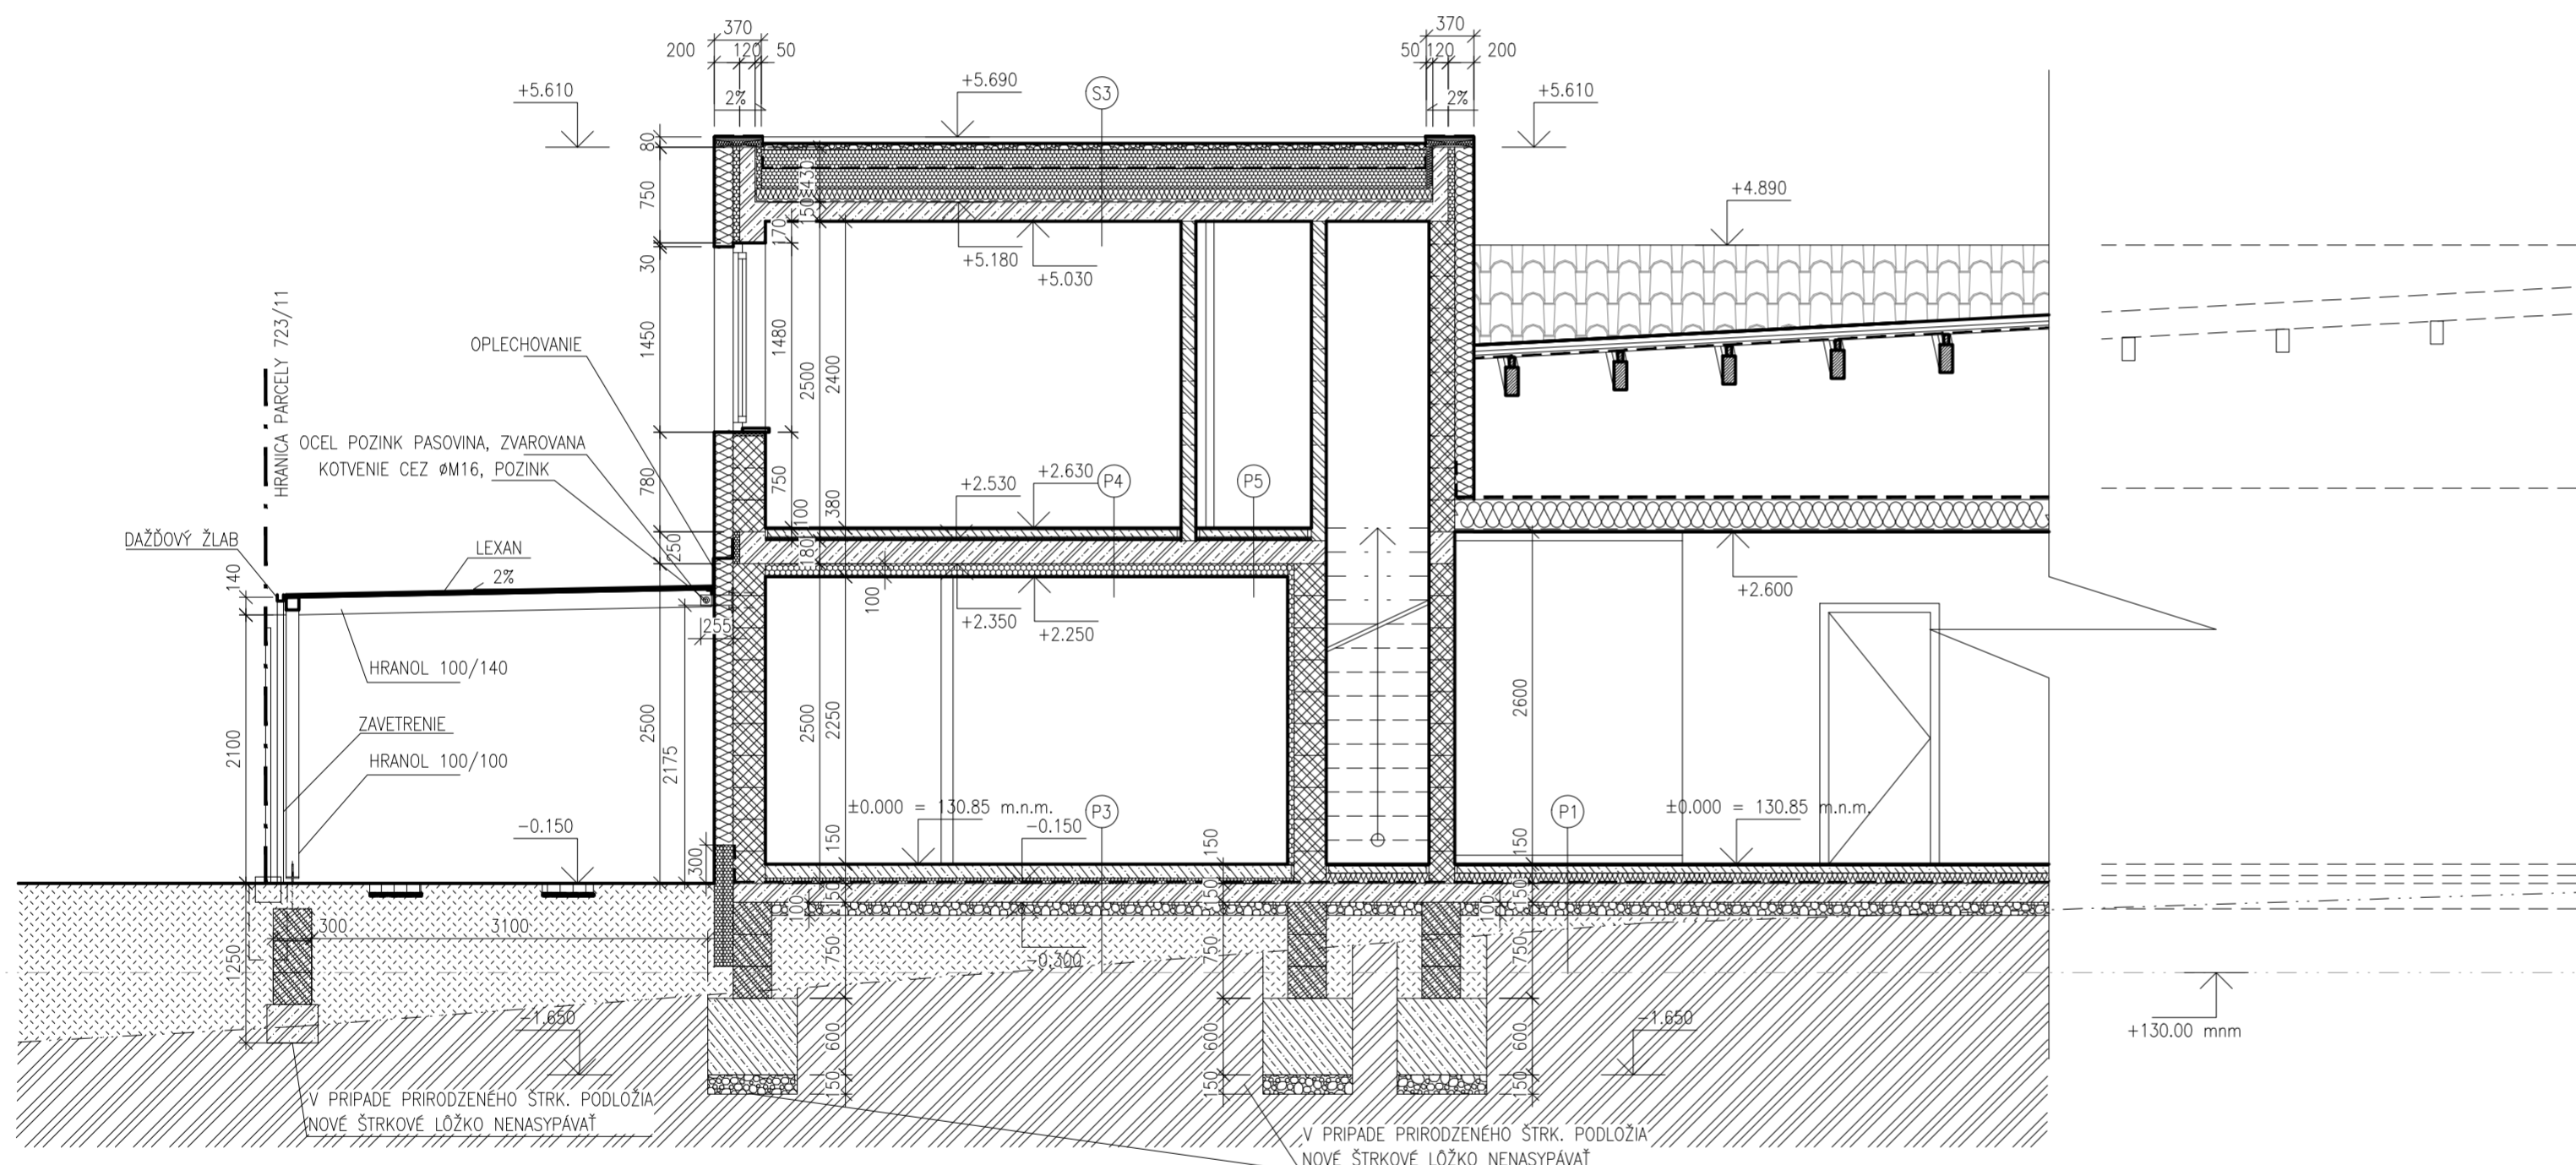 370
200 120 50
2%
+5.610
+5.690
S3
370
50 120 200
2%
+5.610
+4.890
80
750
30
1450
780
250
2500
430
150
170
1480
2500
2400
750
100
380
180
+5.180
+5.030
HRANICA PARCELY 723/11
OPLECHOVANIE
OCEL POZINK PASOVINA, ZVAROVANA
KOTVENIE CEZ øM16, POZINK
DAŽĎOVÝ ŽLAB
LEXAN
2%
140
+2.530
+2.630
P4
P5
100
+2.350
+2.250
+2.600
255
HRANOL 100/140
ZAVETRENIE
HRANOL 100/100
2100
2175
2500
2250
2600
±0.000 = 130.85 m.n.m.
P3
-0.150
150
150
P1
±0.000 = 130.85 m.n.m.
150
-0.150
300
150
150
150
100
100
300
3100
1250
750
-0.300
750
750
-1.650
600
600
-1.650
600
150
150
150
+130.00 mnm
V PRIPADE PRIRODZENÉHO ŠTRK. PODLOŽIA
NOVÉ ŠTRKOVÉ LÔŽKO NENASYPÁVAŤ
V PRIPADE PRIRODZENÉHO ŠTRK. PODLOŽIA
NOVÉ ŠTRKOVÉ LÔŽKO NENASYPÁVAŤ